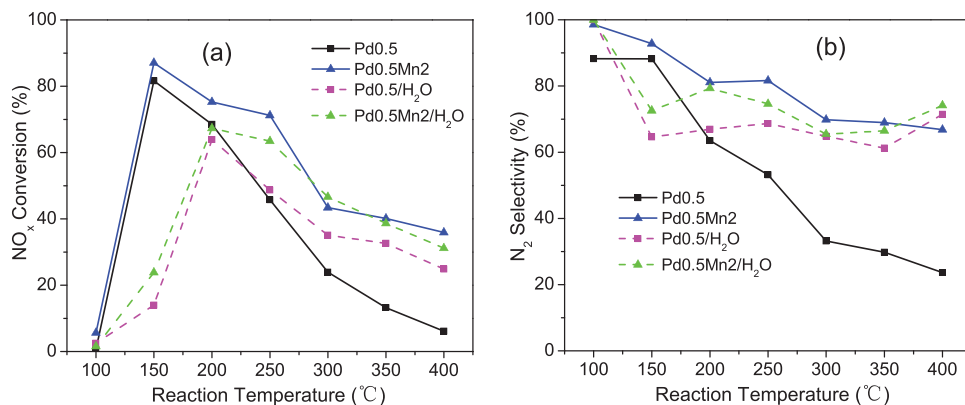 (a)
Pd0.5
Pd0.5Mn2
Pd0.5/H₂O
Pd0.5Mn2/H₂O
NOₓ Conversion (%)
100
80
60
40
20
0
100 150 200 250 300 350 400
Reaction Temperature (℃)
(b)
Pd0.5
Pd0.5Mn2
Pd0.5/H₂O
Pd0.5Mn2/H₂O
N₂ Selectivity (%)
100
80
60
40
20
0
100 150 200 250 300 350 400
Reaction Temperature (℃)